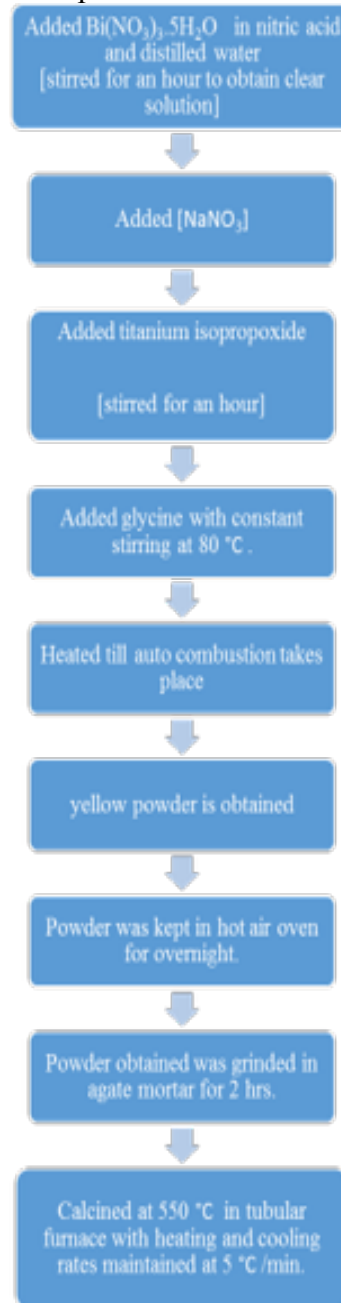 Added Bi(NO₃)₃.5H₂O in nitric acid
and distilled water
[stirred for an hour to obtain clear
solution]
Added [NaNO₃]
Added titanium isopropoxide
[stirred for an hour]
Added glycine with constant
stirring at 80 °C .
Heated till auto combustion takes
place
yellow powder is obtained
Powder was kept in hot air oven
for overnight.
Powder obtained was grinded in
agate mortar for 2 hrs.
Calcined at 550 °C in tubular
furnace with heating and cooling
rates maintained at 5 °C /min.